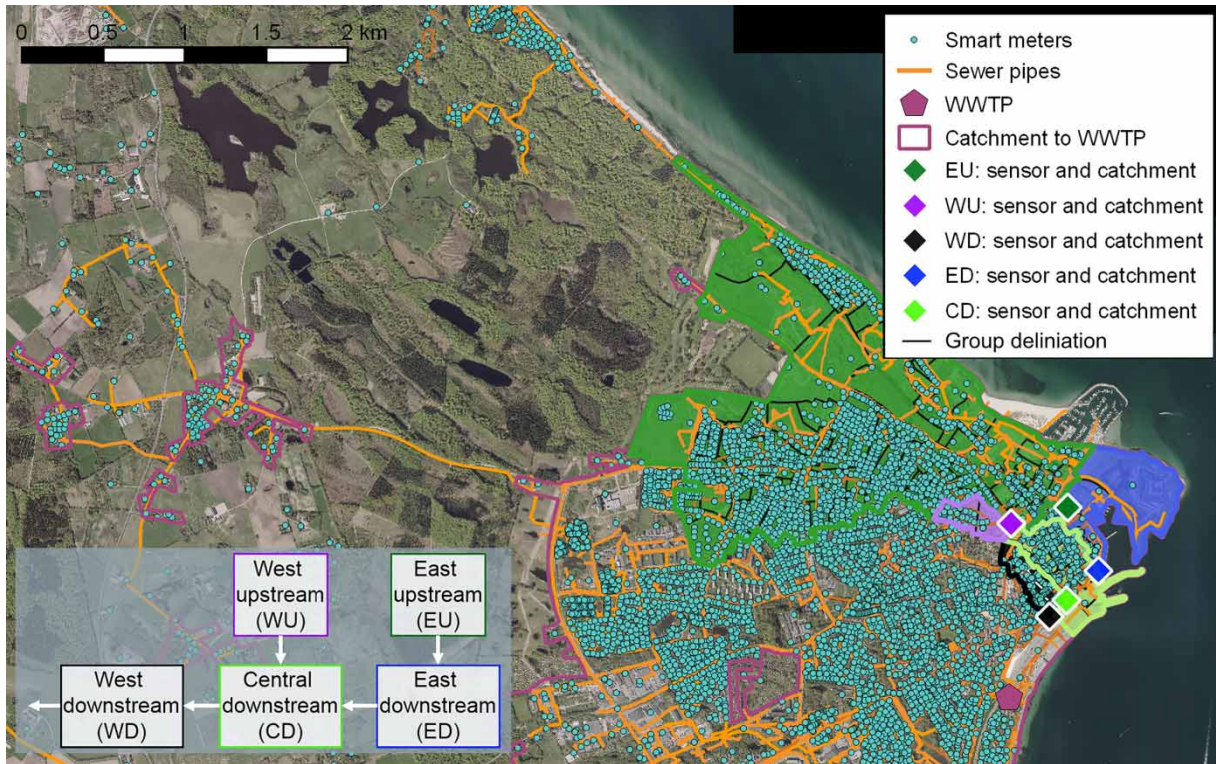 0 0.5 1 1.5 2 km
Smart meters
Sewer pipes
WWTP
Catchment to WWTP
EU: sensor and catchment
WU: sensor and catchment
WD: sensor and catchment
ED: sensor and catchment
CD: sensor and catchment
Group deliniation
West
upstream
(WU)
East
upstream
(EU)
West
downstream
(WD)
Central
downstream
(CD)
East
downstream
(ED)